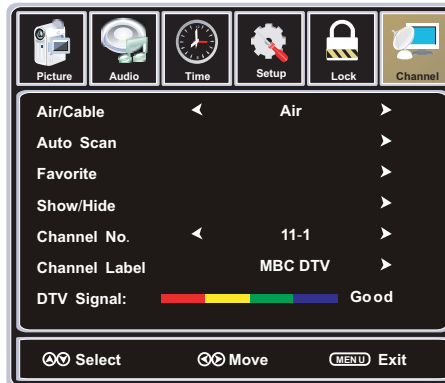 Picture Audio Time Setup Lock Channel
Air/Cable Air
Auto Scan
Favorite
Show/Hide
Channel No. 11-1
Channel Label MBC DTV
DTV Signal: Good
Select Move MENU Exit